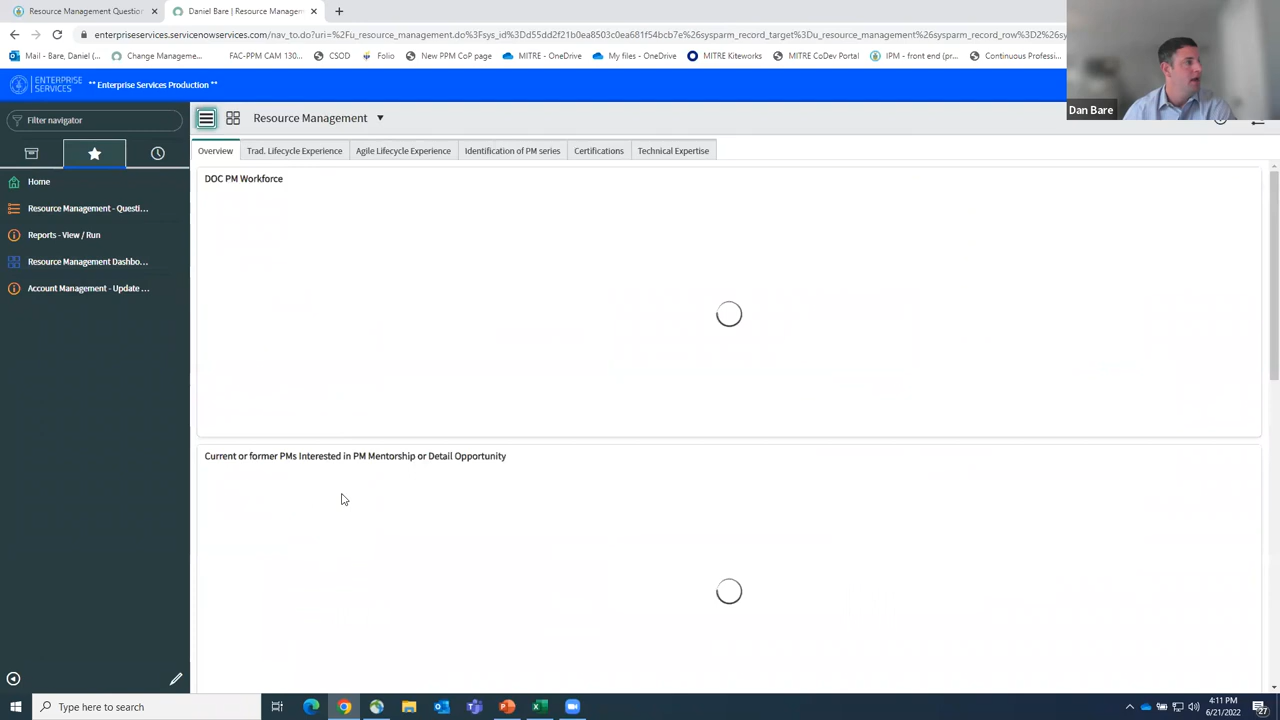 Resource Management Question
Daniel Bare | Resource Managem
enterpriseservices.servicenowservices.com/nav_to.do?uri=%2Fu_resource_management.do%3Fsys_id%3Dd55dd2f21b0ea8503c0ea681f54bcb7e%26sysparm_record_target%3Du_resource_management%26sysparm_record_row%3D2%26sy
Mail - Bare, Daniel (...
Change Manageme...
FAC-PPM CAM 130...
CSOD
Folio
New PPM CoP page
MITRE - OneDrive
My files - OneDrive
MITRE Kiteworks
MITRE CoDev Portal
IPM - front end (pr...
Continuous Professi...
ENTERPRISE
SERVICES
** Enterprise Services Production **
Dan Bare
Filter navigator
Resource Management
Overview
Trad. Lifecycle Experience
Agile Lifecycle Experience
Identification of PM series
Certifications
Technical Expertise
Home
Resource Management - Questi...
Reports - View / Run
Resource Management Dashbo...
Account Management - Update ...
DOC PM Workforce
Current or former PMs Interested in PM Mentorship or Detail Opportunity
Type here to search
4:11 PM
6/21/2022
27